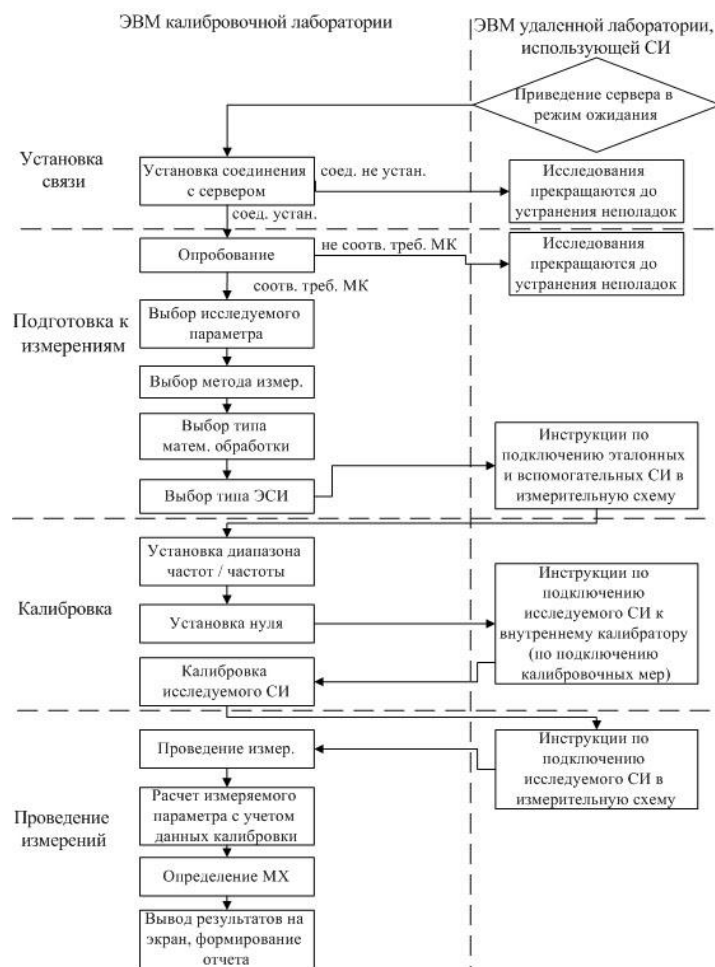 ЭВМ калибровочной лаборатории
ЭВМ удаленной лаборатории,
использующей СИ
Приведение сервера в
режим ожидания
Установка
связи
Установка соединения
с сервером
соед. не устан.
Исследования
прекращаются до
устранения неполадок
соед. устан.
Опробование
не соотв. треб. МК
Исследования
прекращаются до
устранения неполадок
соотв. треб. МК
Подготовка к
измерениям
Выбор исследуемого
параметра
Выбор метода измер.
Выбор типа
матем. обработки
Выбор типа ЭСИ
Инструкции по
подключению эталонных
и вспомогательных СИ в
измерительную схему
Калибровка
Установка диапазона
частот / частоты
Установка нуля
Инструкции по
подключению
исследуемого СИ к
внутреннему калибратору
(по подключению
калибровочных мер)
Калибровка
исследуемого СИ
Проведение
измерений
Проведение измер.
Инструкции по
подключению
исследуемого СИ в
измерительную схему
Расчет измеряемого
параметра с учетом
данных калибровки
Определение МХ
Вывод результатов на
экран, формирование
отчета